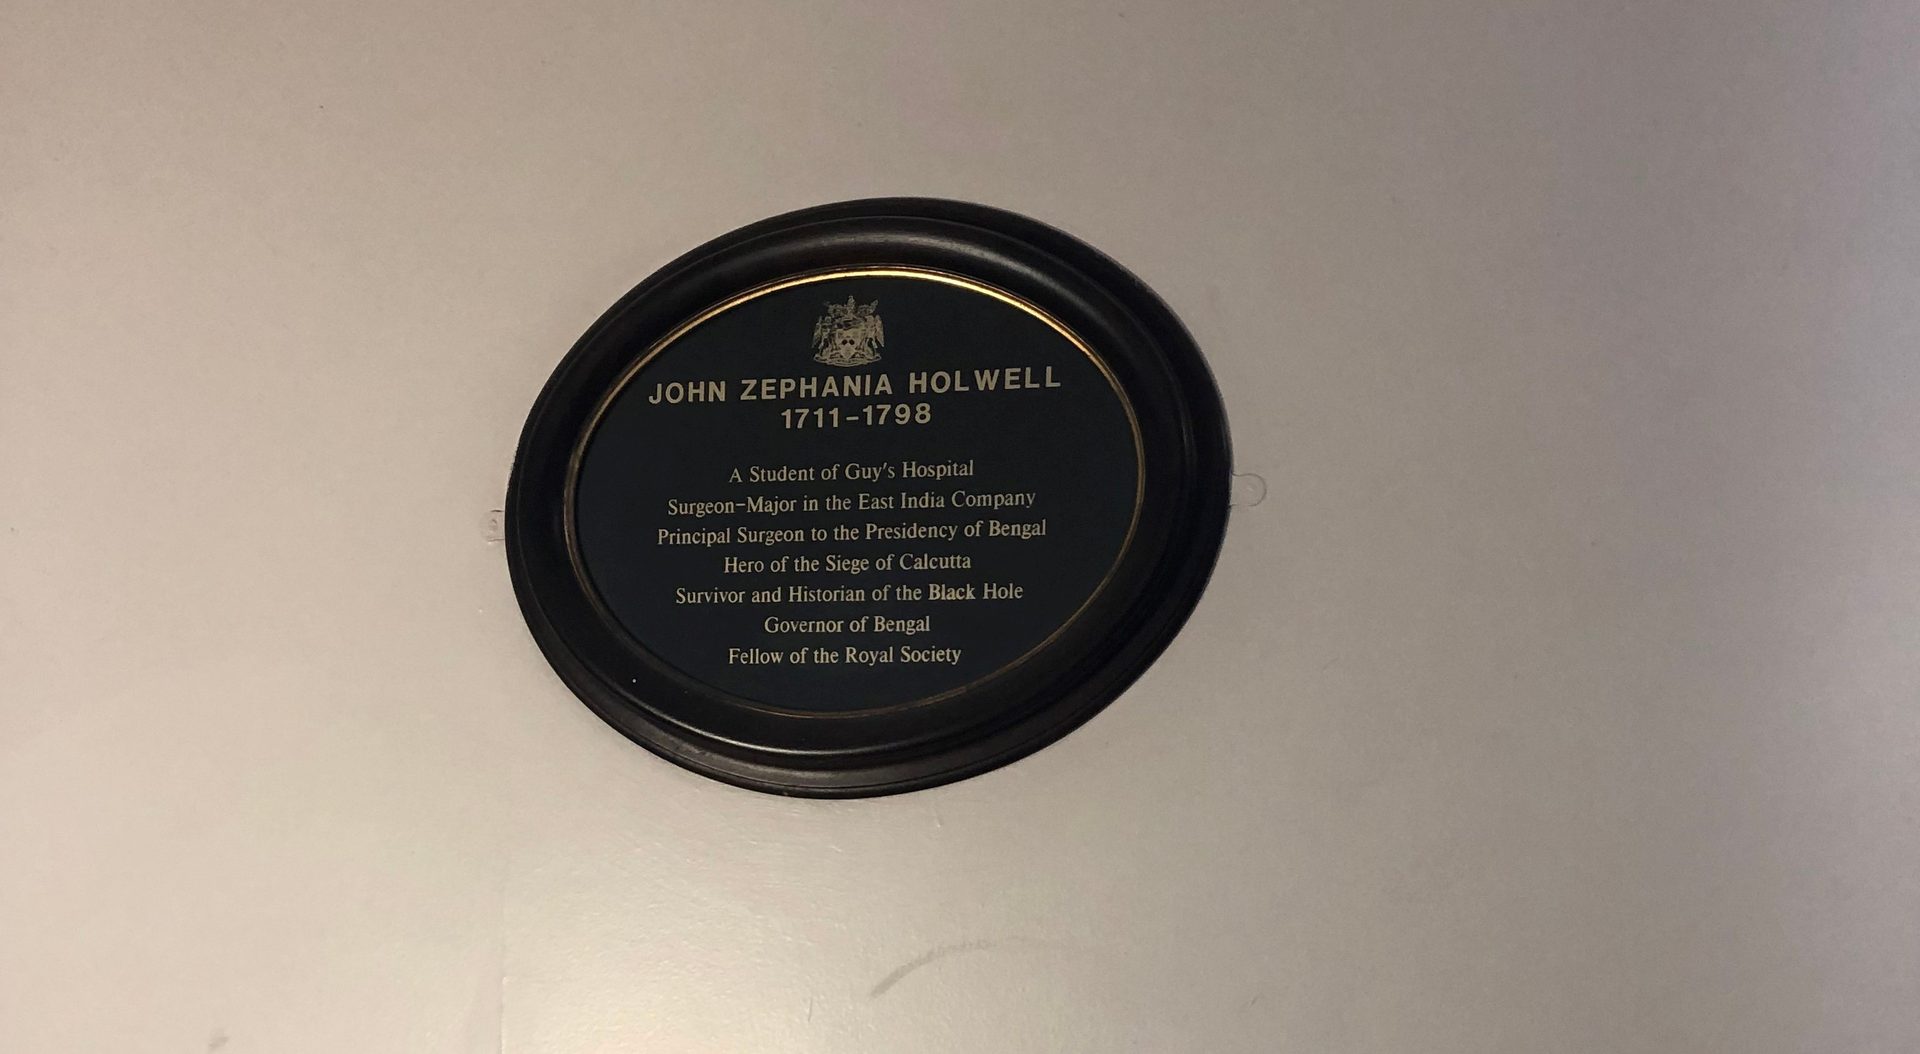 JOHN ZEPHANIA HOLWELL
1711-1798
A Student of Guy's Hospital
Surgeon-Major in the East India Company
Principal Surgeon to the Presidency of Bengal
Hero of the Siege of Calcutta
Survivor and Historian of the Black Hole
Governor of Bengal
Fellow of the Royal Society